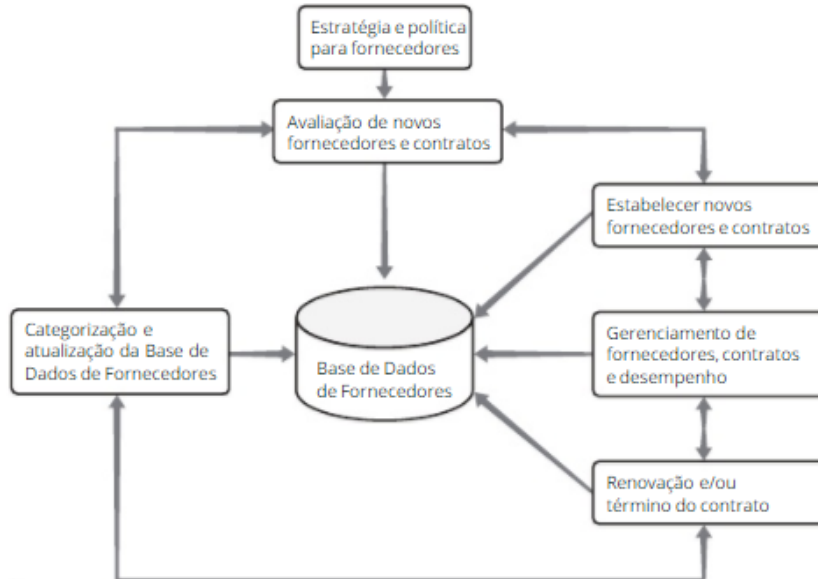 Estratégia e política
para fornecedores
Avaliação de novos
fornecedores e contratos
Estabelecer novos
fornecedores e contratos
Categorização e
atualização da Base de
Dados de Fornecedores
Base de Dados
de Fornecedores
Gerenciamento de
fornecedores, contratos
e desempenho
Renovação e/ou
término do contrato